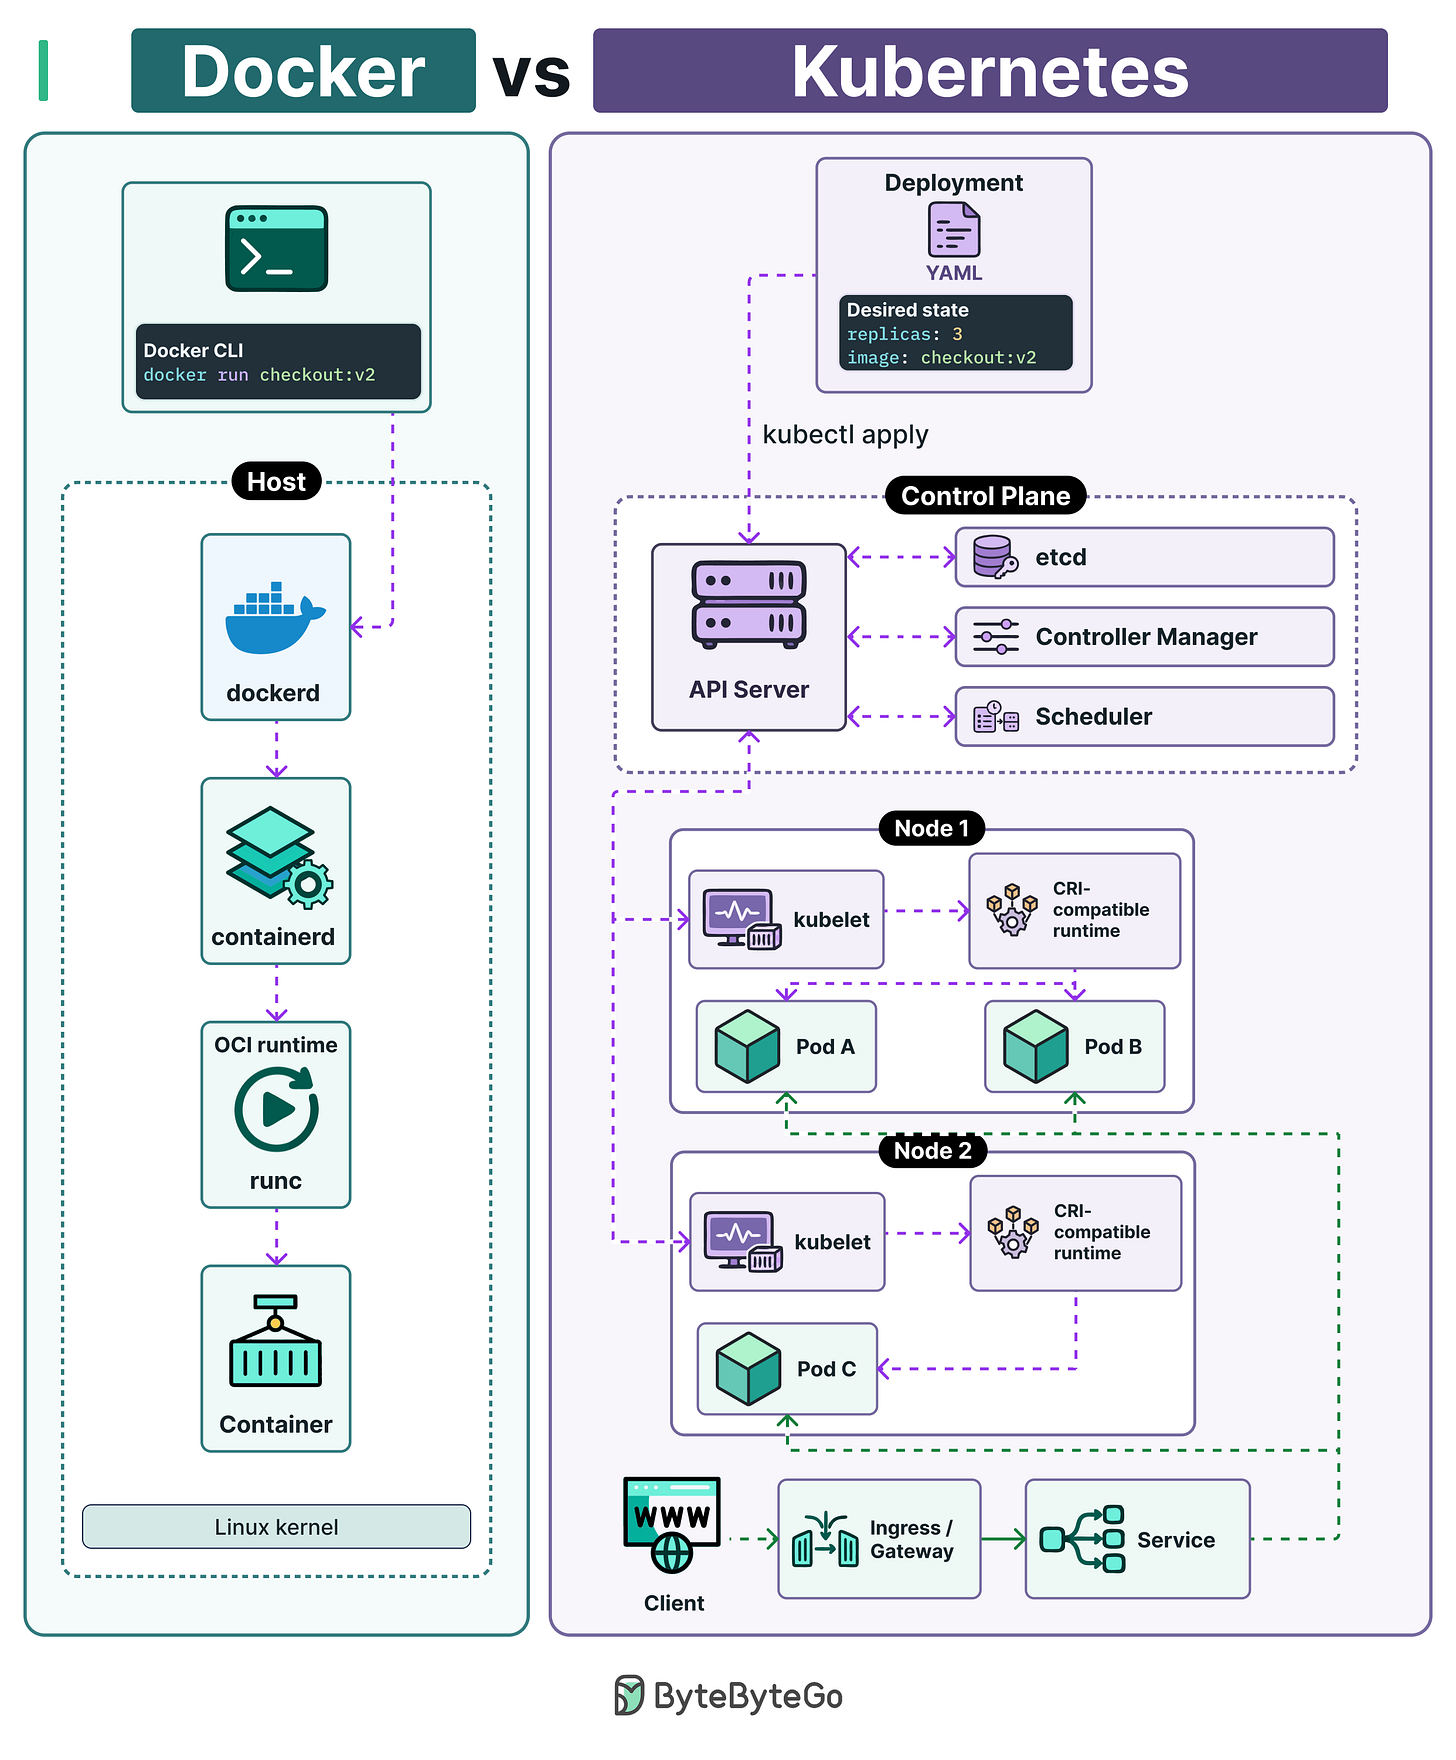 Docker vs Kubernetes
Docker CLI
docker run checkout:v2
Host
dockerd
containerd
OCI runtime
runc
Container
Linux kernel
Deployment
YAML
Desired state
replicas: 3
image: checkout:v2
kubectl apply
Control Plane
API Server
etcd
Controller Manager
Scheduler
Node 1
kubelet
CRI-
compatible
runtime
Pod A
Pod B
Node 2
kubelet
CRI-
compatible
runtime
Pod C
WWW
Client
Ingress /
Gateway
Service
ByteByteGo